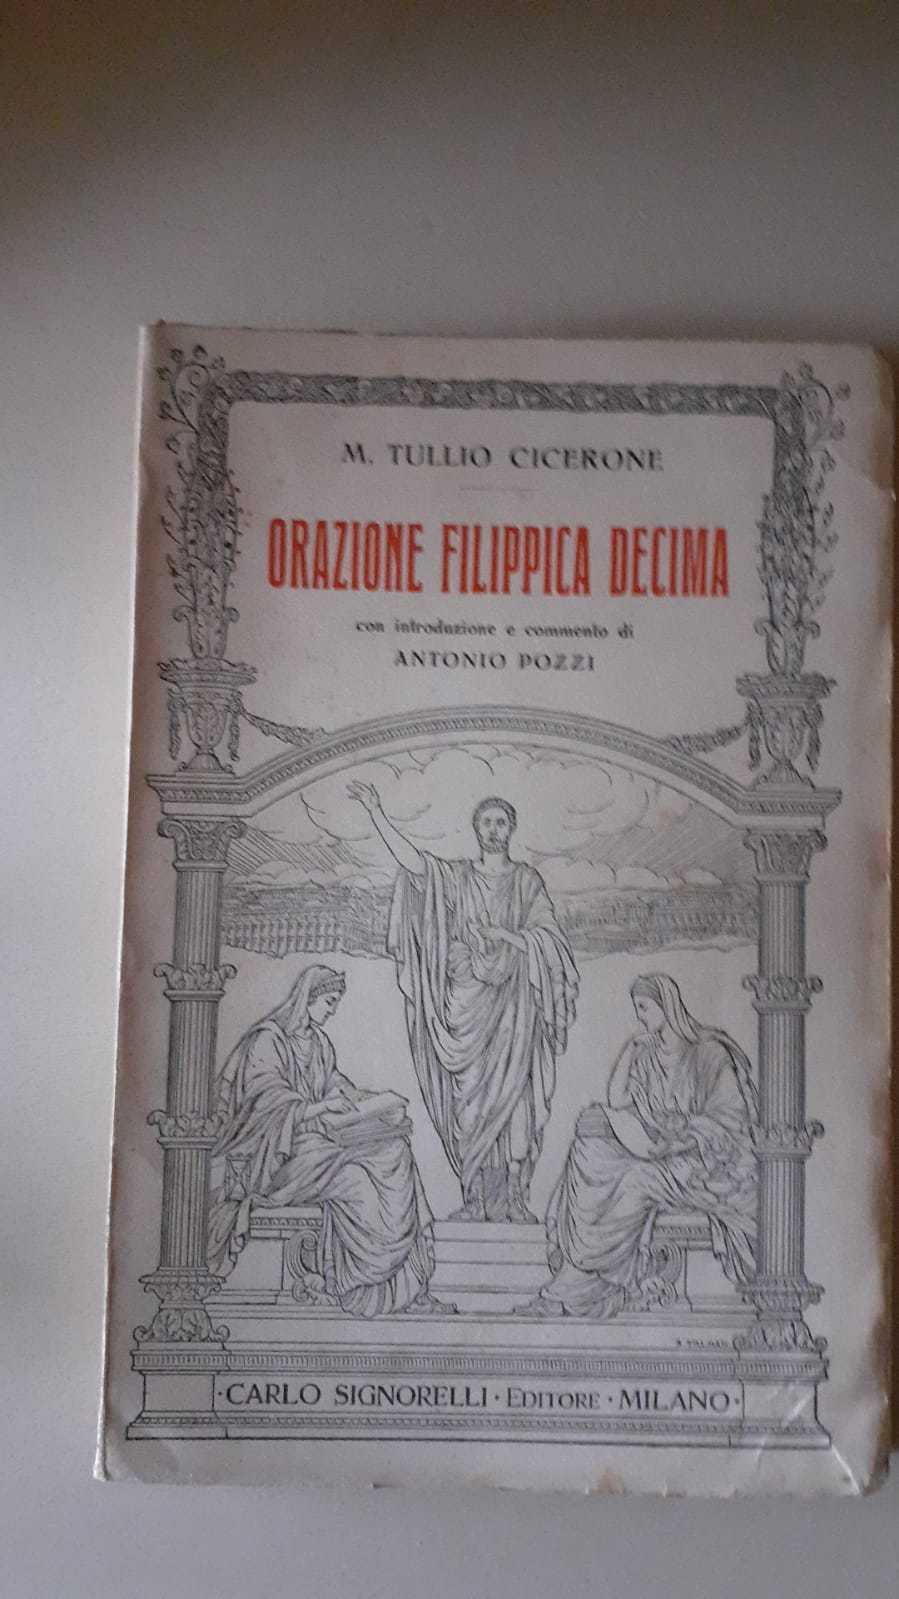 M. TULLIO CICERONE
ORAZIONE FILIPPICA DECIMA
con introduzione e commento di
ANTONIO POZZI
·CARLO SIGNORELLI·EDITORE·MILANO·